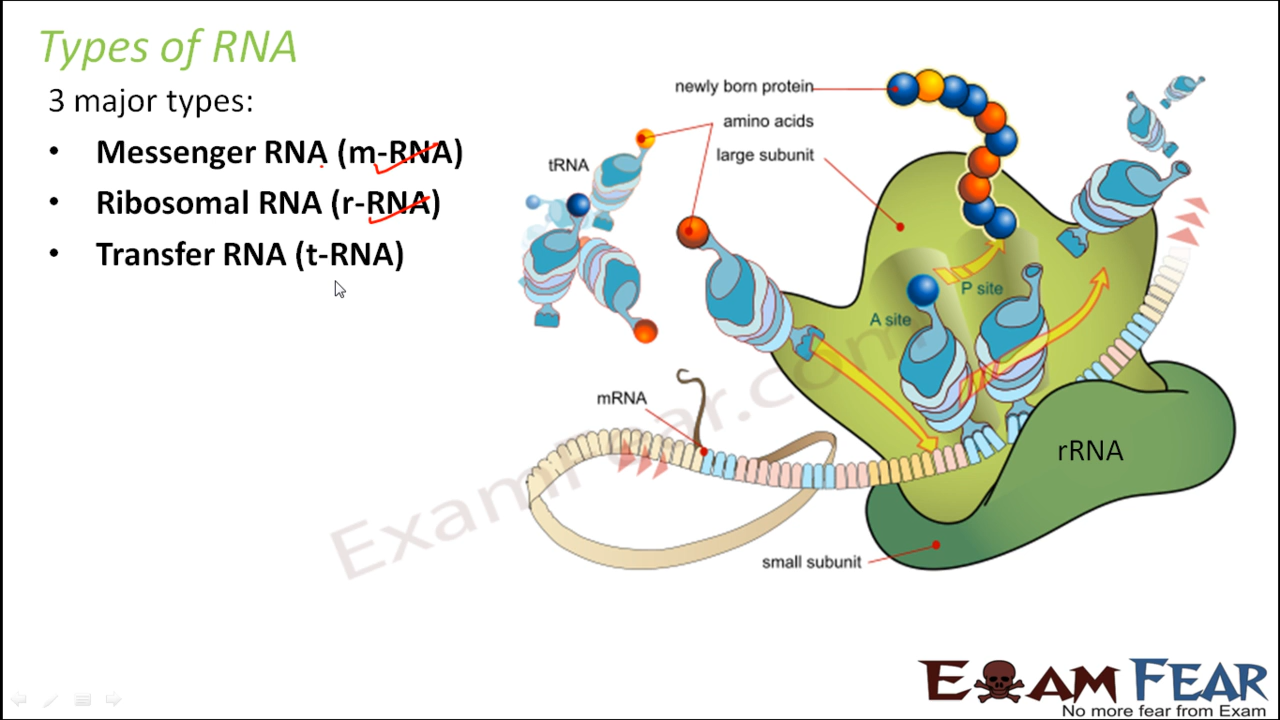 Types of RNA
3 major types:
• Messenger RNA (m-RNA)
• Ribosomal RNA (r-RNA)
• Transfer RNA (t-RNA)
newly born protein
amino acids
large subunit
tRNA
P site
A site
mRNA
rRNA
small subunit
ExamFear.com
EXAM FEAR
No more fear from Exam